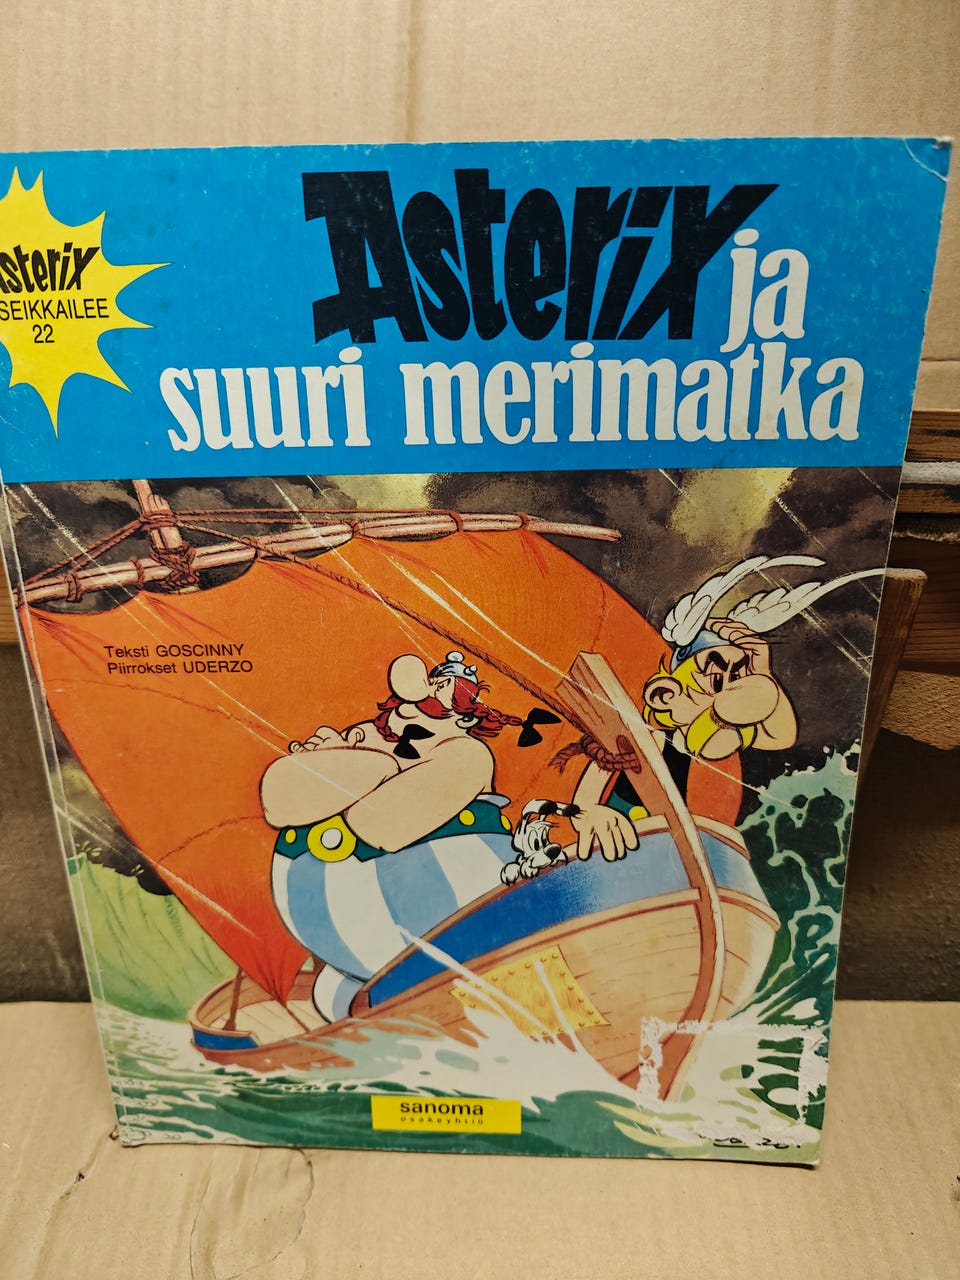 Asterix ja
suuri merimatka
Asterix
SEIKKAILEE
22
Teksti GOSCINNY
Piirrokset UDERZO
sanoma
osakeyhtiö